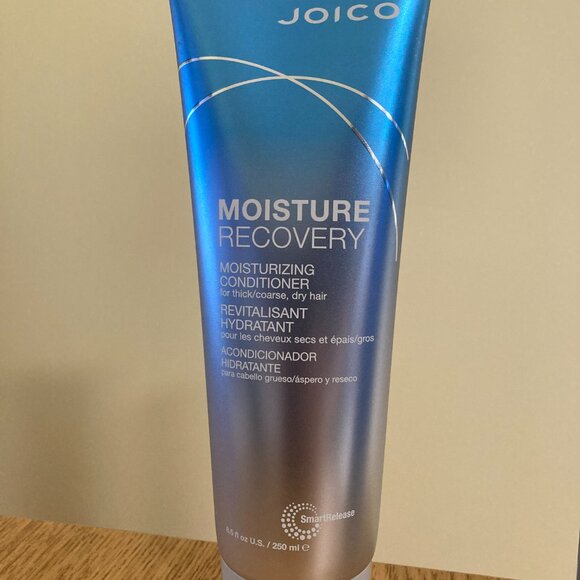 JOICO
MOISTURE
RECOVERY
MOISTURIZING
CONDITIONER
for thick/coarse, dry hair
REVITALISANT
HYDRATANT
pour les cheveux secs et épais/gros
ACONDICIONADOR
HIDRATANTE
para cabello grueso/áspero y reseco
SmartRelease
8.5 fl oz U.S. / 250 ml ℮